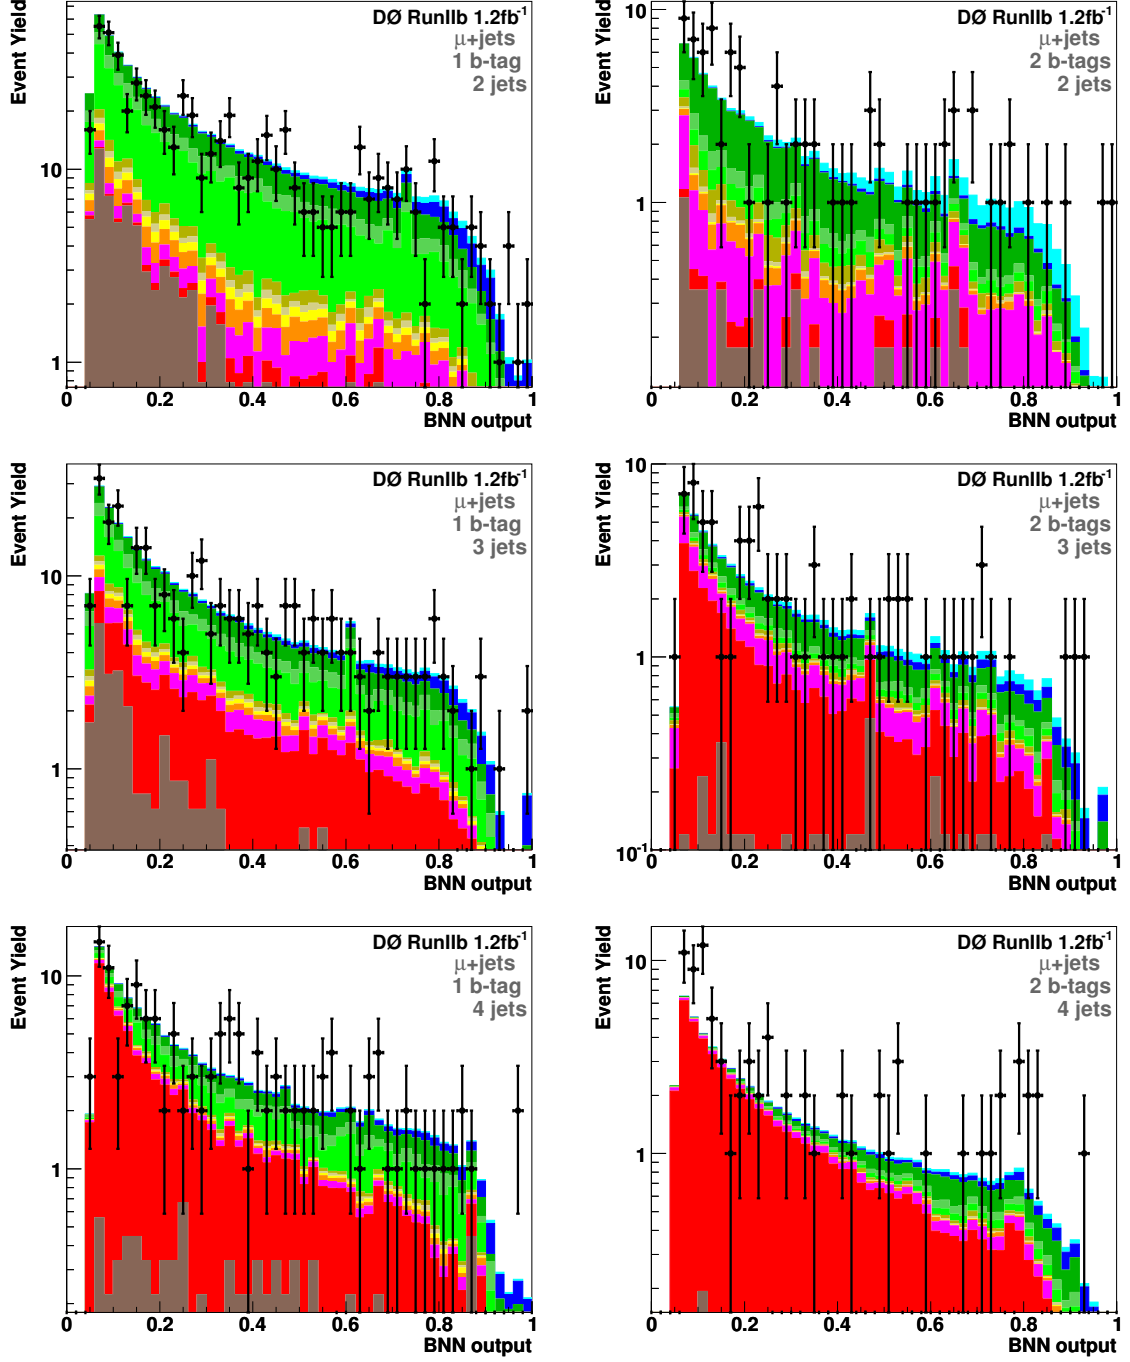 Event Yield
DØ RunIIb 1.2fb⁻¹
μ+jets
1 b-tag
2 jets
10
1
0 0.2 0.4 0.6 0.8 1
BNN output
Event Yield
DØ RunIIb 1.2fb⁻¹
μ+jets
2 b-tags
2 jets
10
1
0 0.2 0.4 0.6 0.8 1
BNN output
Event Yield
DØ RunIIb 1.2fb⁻¹
μ+jets
1 b-tag
3 jets
10
1
0 0.2 0.4 0.6 0.8 1
BNN output
Event Yield
DØ RunIIb 1.2fb⁻¹
μ+jets
2 b-tags
3 jets
10
1
10⁻¹
0 0.2 0.4 0.6 0.8 1
BNN output
Event Yield
DØ RunIIb 1.2fb⁻¹
μ+jets
1 b-tag
4 jets
10
1
0 0.2 0.4 0.6 0.8 1
BNN output
Event Yield
DØ RunIIb 1.2fb⁻¹
μ+jets
2 b-tags
4 jets
10
1
0 0.2 0.4 0.6 0.8 1
BNN output